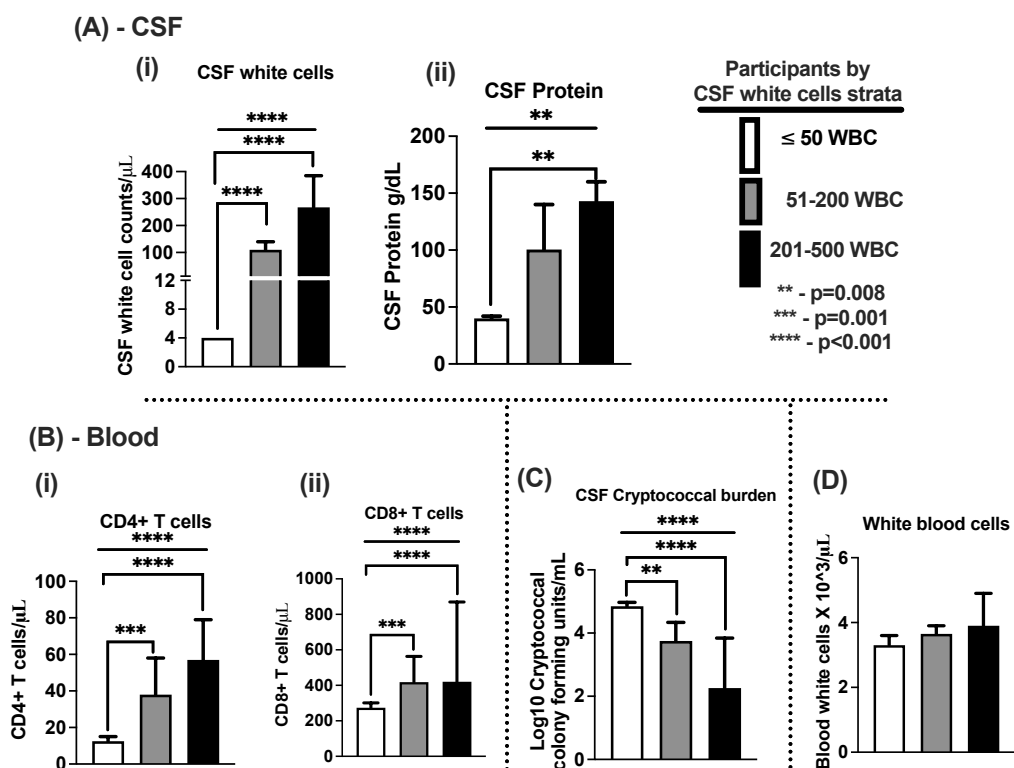 (A) - CSF
(i)
CSF white cells
****
****
****
CSF white cell counts/μL
400
300
200
100
12
8
4
0
(ii)
CSF Protein
**
**
CSF Protein g/dL
200
150
100
50
0
Participants by
CSF white cells strata
≤ 50 WBC
51-200 WBC
201-500 WBC
** - p=0.008
*** - p=0.001
**** - p<0.001
(B) - Blood
(i)
CD4+ T cells
****
****
***
CD4+ T cells/μL
100
80
60
40
20
0
(ii)
CD8+ T cells
****
****
***
CD8+ T cells/μL
1000
800
600
400
200
0
(C)
CSF Cryptococcal burden
****
****
**
Log10 Cryptococcal
colony forming units/mL
6
4
2
0
(D)
White blood cells
Blood white cells X 10^3/μL
6
4
2
0